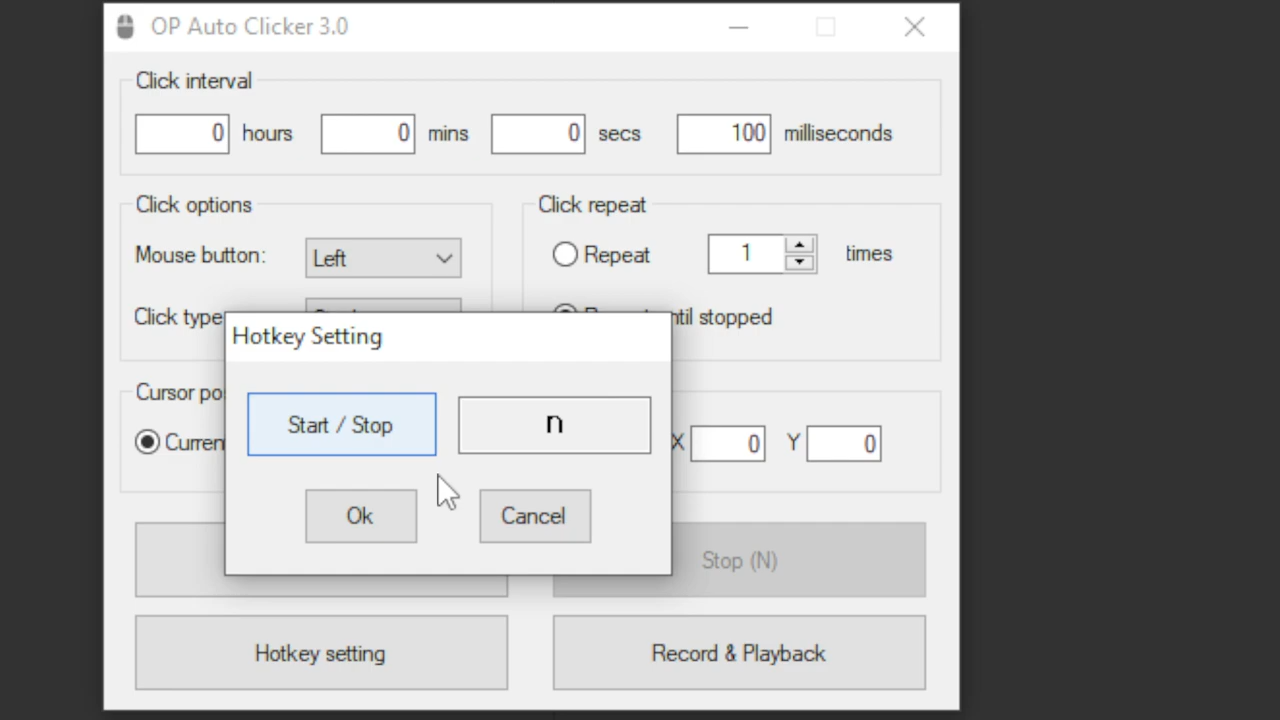 OP Auto Clicker 3.0
Click interval
0 hours 0 mins 0 secs 100 milliseconds
Click options
Click repeat
Mouse button: Left
Repeat 1 times
Click type
until stopped
Hotkey Setting
Cursor
X 0 Y 0
Start / Stop n
Ok Cancel
Stop (N)
Hotkey setting Record & Playback